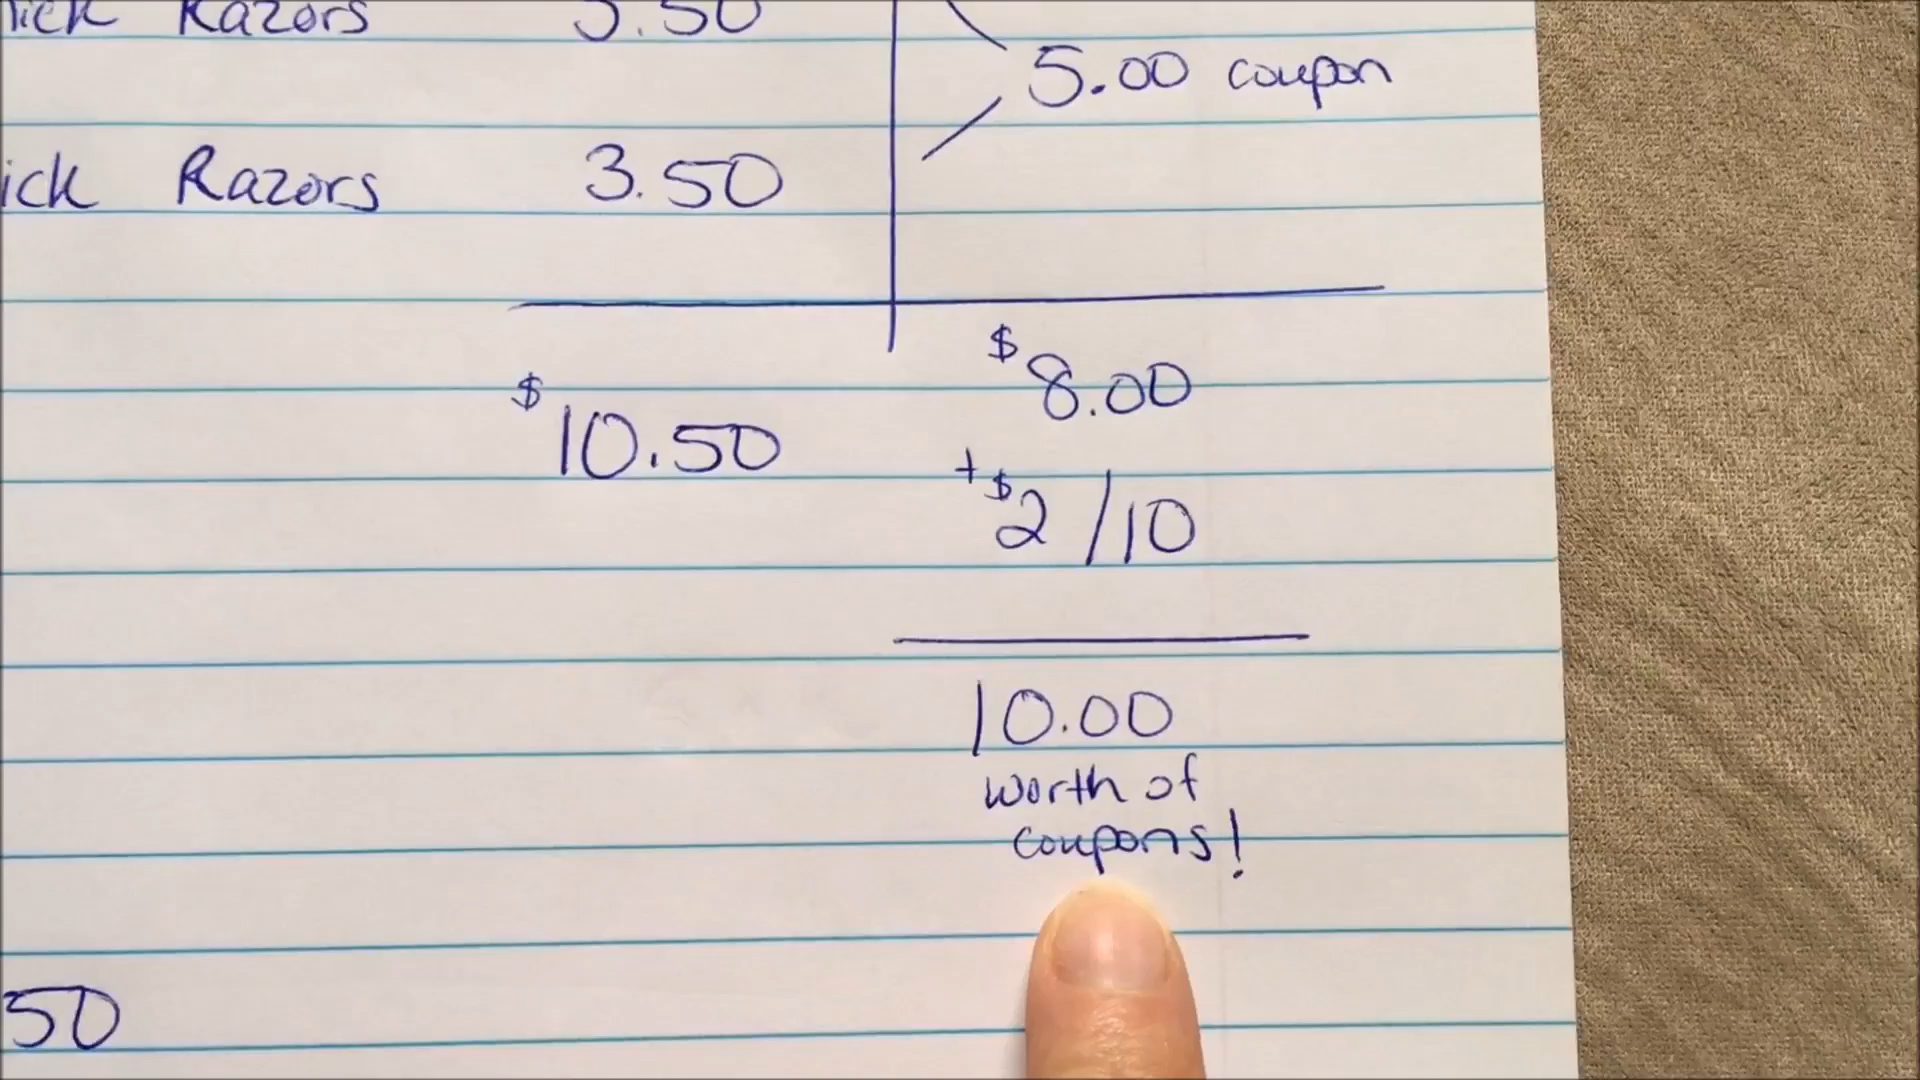 Razors 3.50
5.00 coupon
ick Razors 3.50
$8.00
$10.50
+$2/10
10.00
worth of
coupons!
50